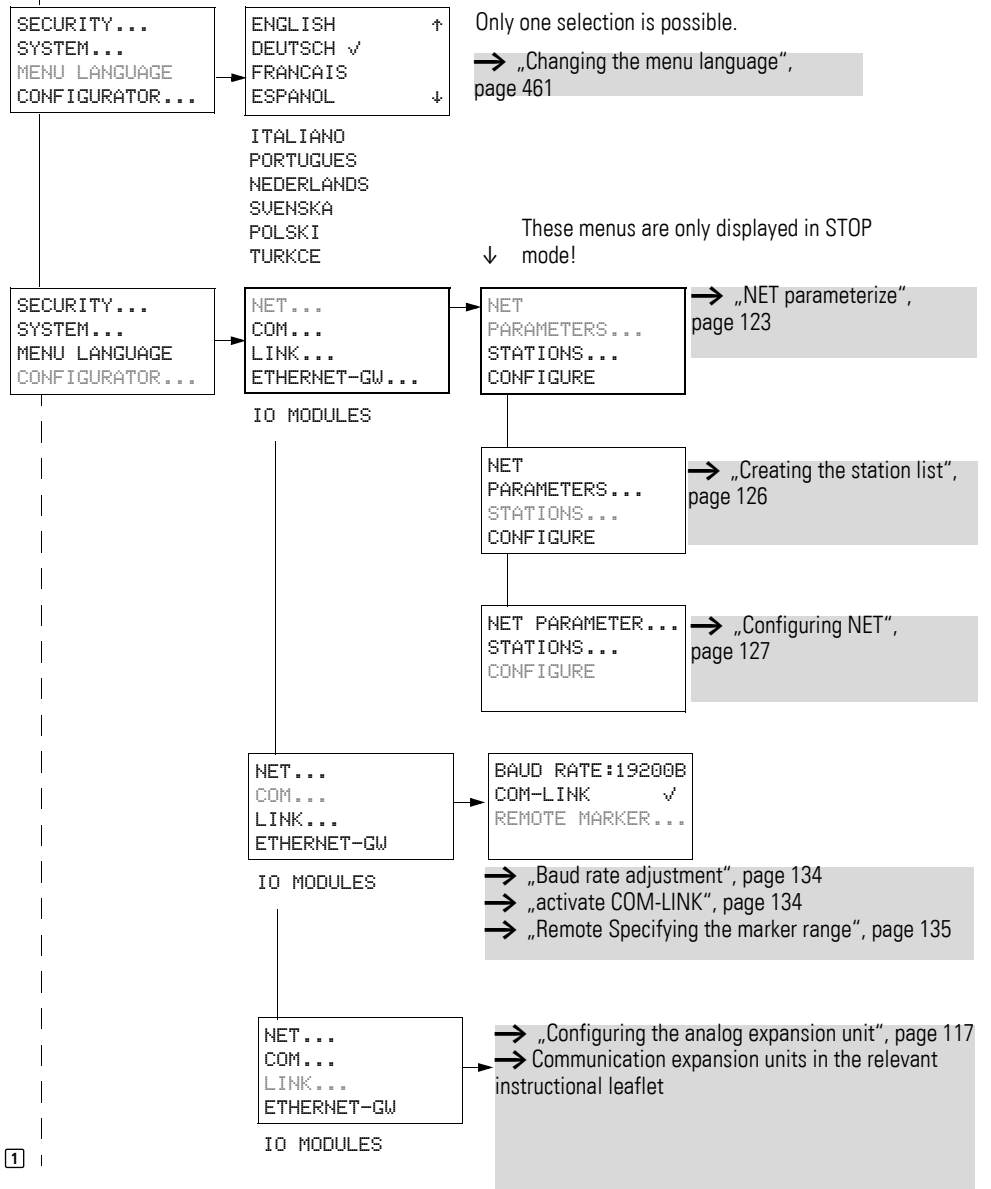 SECURITY...
SYSTEM...
MENU LANGUAGE
CONFIGURATOR...
ENGLISH ↑
DEUTSCH √
FRANCAIS
ESPANOL ↓
ITALIANO
PORTUGUES
NEDERLANDS
SVENSKA
POLSKI
TURKCE
Only one selection is possible.
→ „Changing the menu language“,
page 461
These menus are only displayed in STOP
↓ mode!
SECURITY...
SYSTEM...
MENU LANGUAGE
CONFIGURATOR...
NET...
COM...
LINK...
ETHERNET-GW...
IO MODULES
NET
PARAMETERS...
STATIONS...
CONFIGURE
→ „NET parameterize“,
page 123
NET
PARAMETERS...
STATIONS...
CONFIGURE
→ „Creating the station list“,
page 126
NET PARAMETER...
STATIONS...
CONFIGURE
→ „Configuring NET“,
page 127
NET...
COM...
LINK...
ETHERNET-GW
IO MODULES
BAUD RATE:19200B
COM-LINK √
REMOTE MARKER...
→ „Baud rate adjustment“, page 134
→ „activate COM-LINK“, page 134
→ „Remote Specifying the marker range“, page 135
NET...
COM...
LINK...
ETHERNET-GW
IO MODULES
→ „Configuring the analog expansion unit“, page 117
→ Communication expansion units in the relevant
instructional leaflet
1